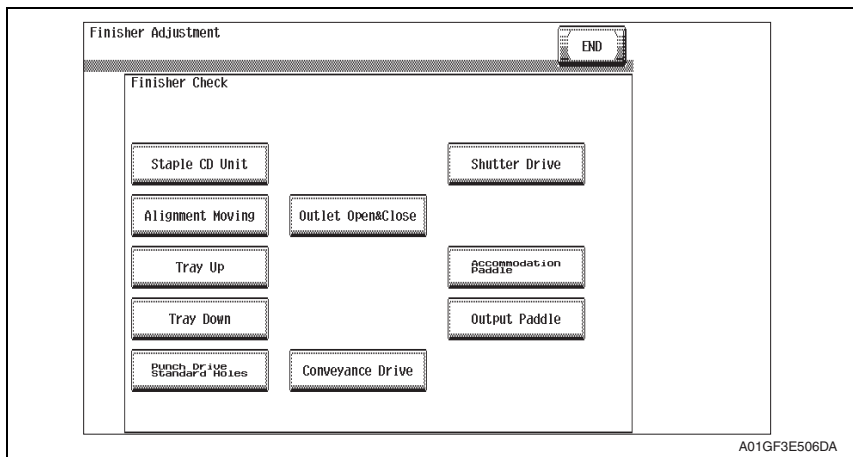 Finisher Adjustment
END
Finisher Check
Staple CD Unit
Shutter Drive
Alignment Moving
Outlet Open&Close
Tray Up
Accommodation
Paddle
Tray Down
Output Paddle
Punch Drive
Standard Holes
Conveyance Drive
A01GF3E506DA